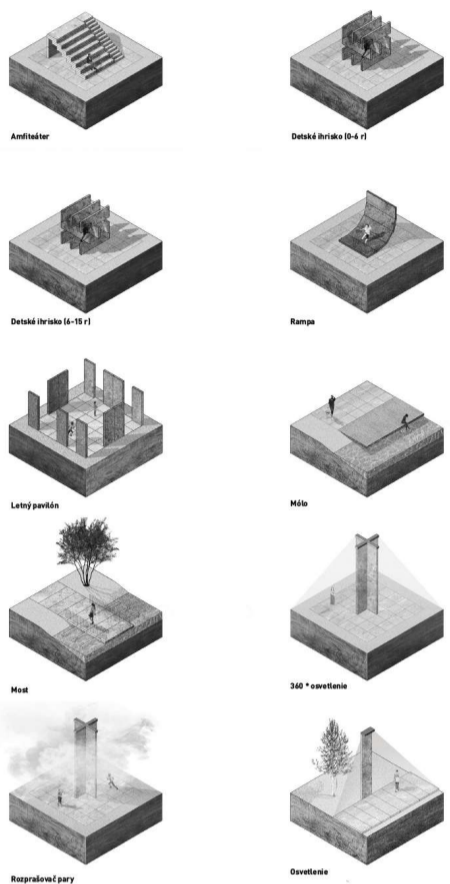 Amfiteáter
Detské ihrisko (0-6 r)
Detské ihrisko (6-15 r)
Rampa
Letný pavilón
Mólo
Most
360 ° osvetlenie
Rozprašovač pary
Osvetlenie